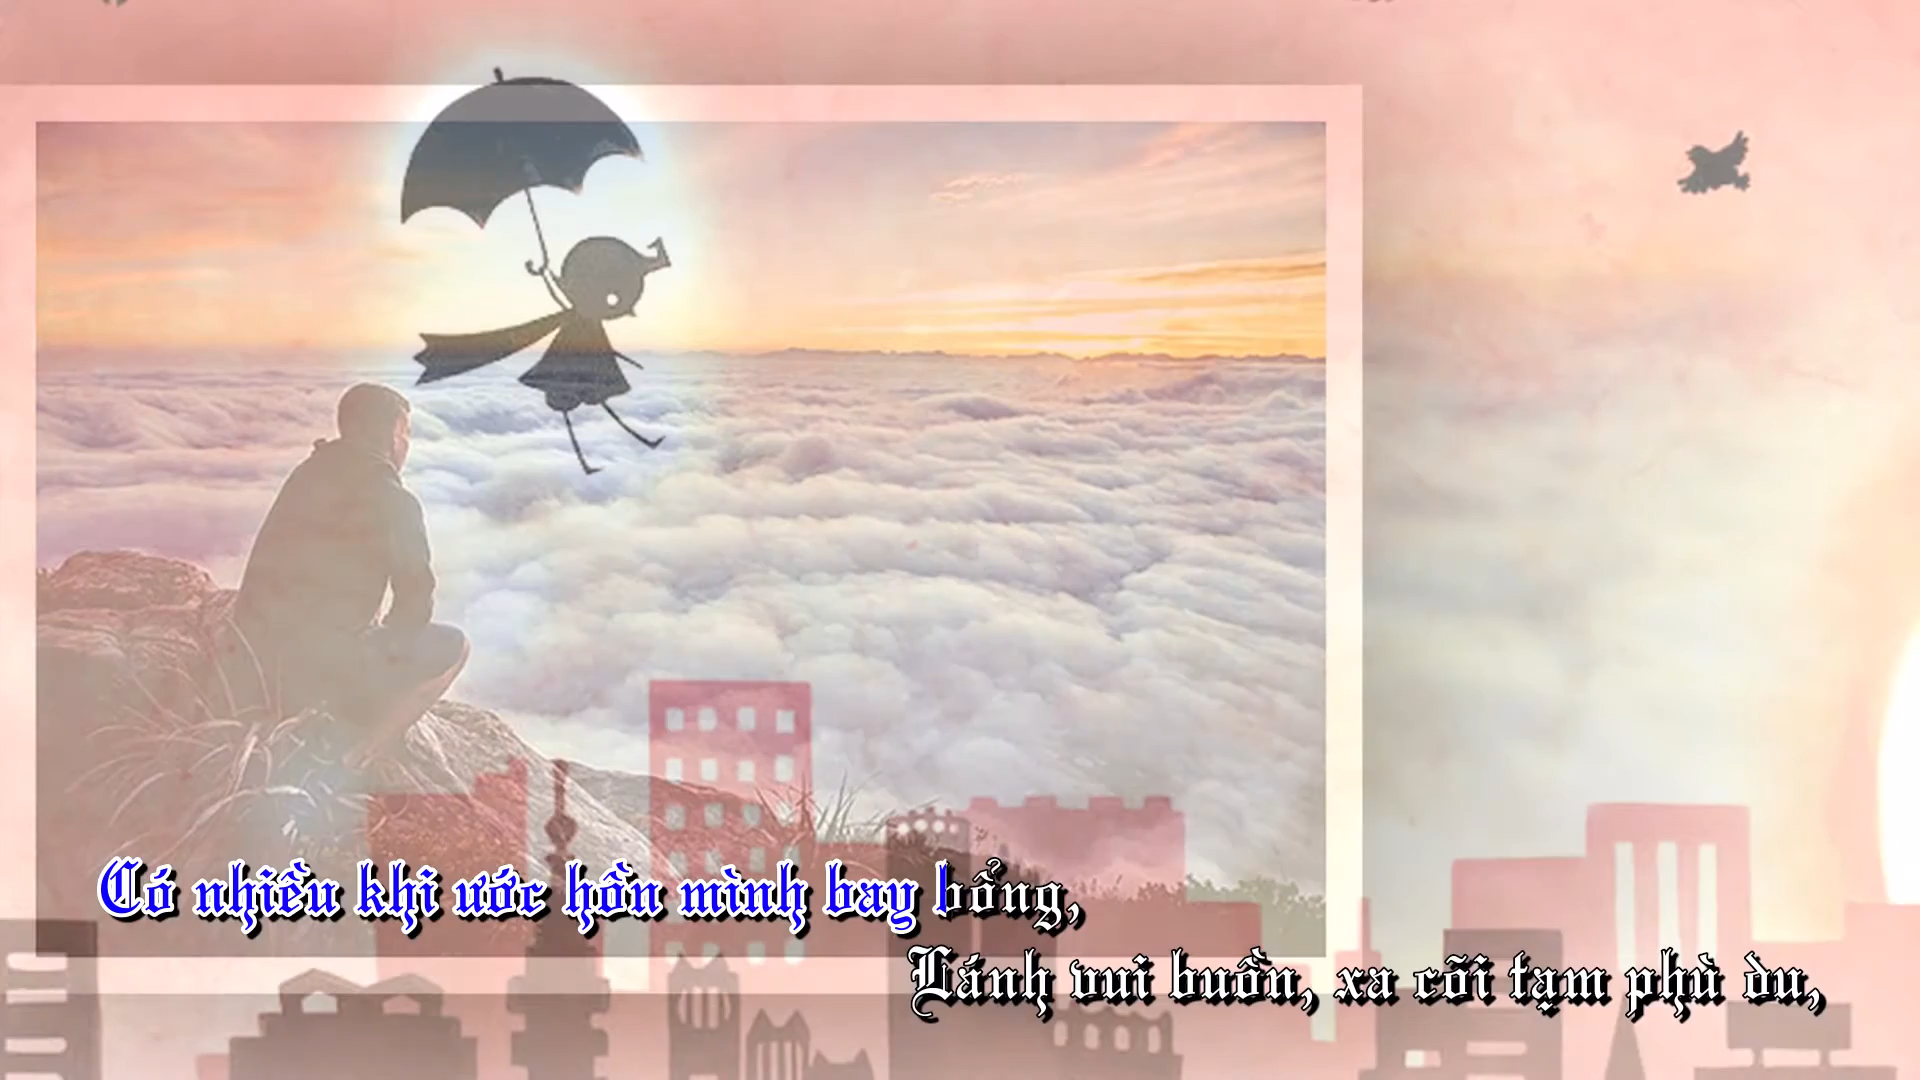 Có nhiều khi ước hồn mình bay bổng,
Lánh vui buồn, xa cõi tạm phù du,